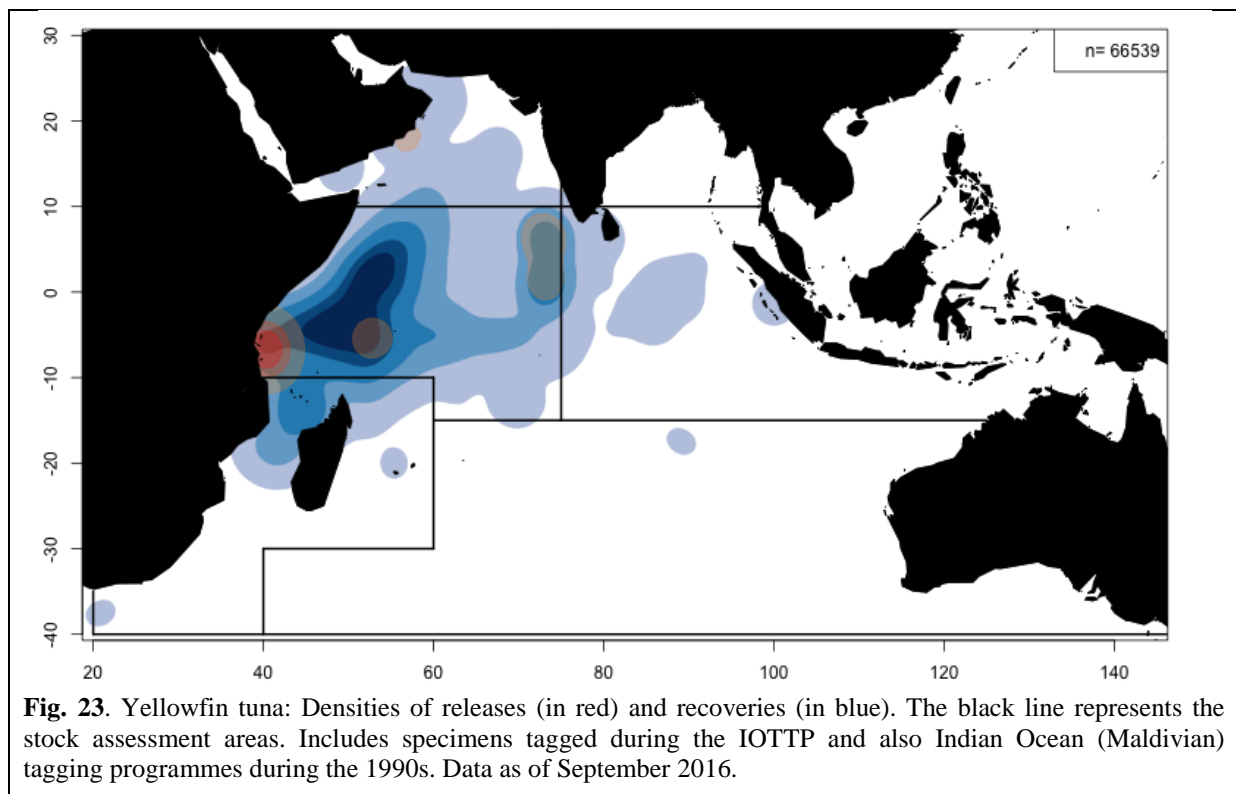 n= 66539
30
20
10
0
-10
-20
-30
-40
20 40 60 80 100 120 140
Fig. 23. Yellowfin tuna: Densities of releases (in red) and recoveries (in blue). The black line represents the
stock assessment areas. Includes specimens tagged during the IOTTP and also Indian Ocean (Maldivian)
tagging programmes during the 1990s. Data as of September 2016.